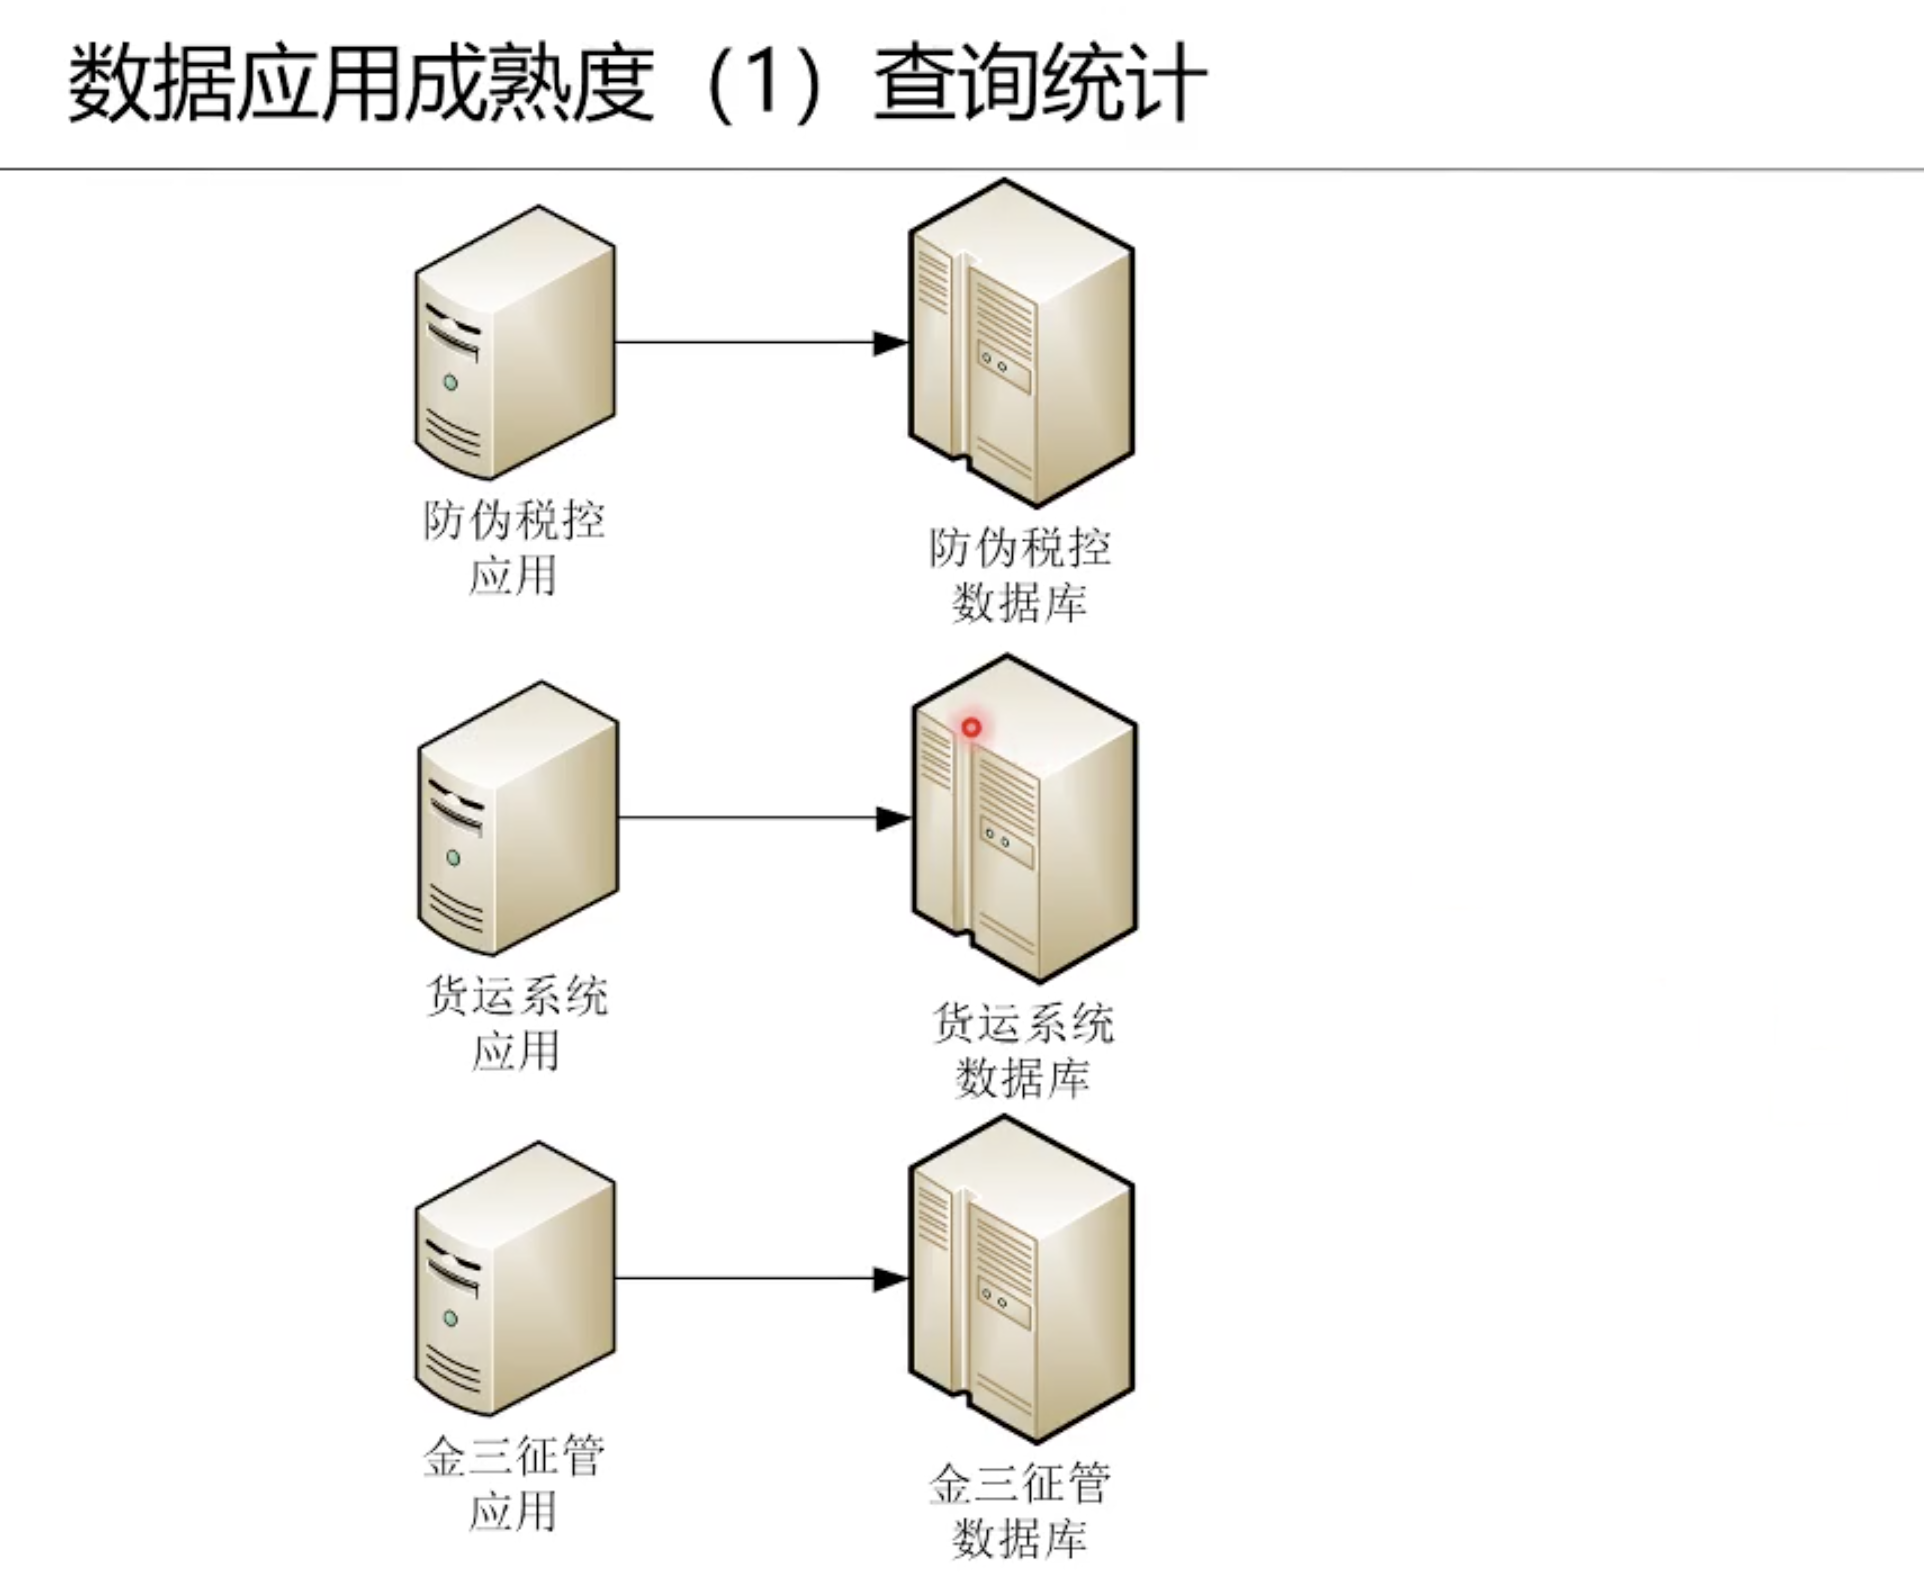 数据应用成熟度（1）查询统计
防伪税控
应用
防伪税控
数据库
货运系统
应用
货运系统
数据库
金三征管
应用
金三征管
数据库